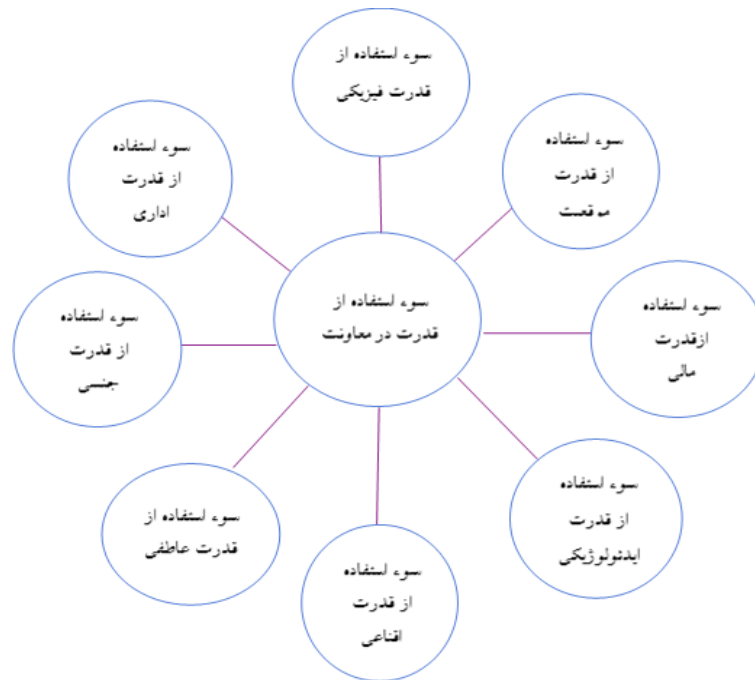 سوء استفاده از
قدرت فیزیکی
سوء استفاده
از قدرت
موقعیت
سوء استفاده
ازقدرت
مالی
سوء استفاده
از قدرت
ایدئولوژیکی
سوء استفاده
از قدرت
اقناعی
سوء استفاده از
قدرت عاطفی
سوء استفاده
از قدرت
جنسی
سوء استفاده
از قدرت
اداری
سوء استفاده از
قدرت در معاونت